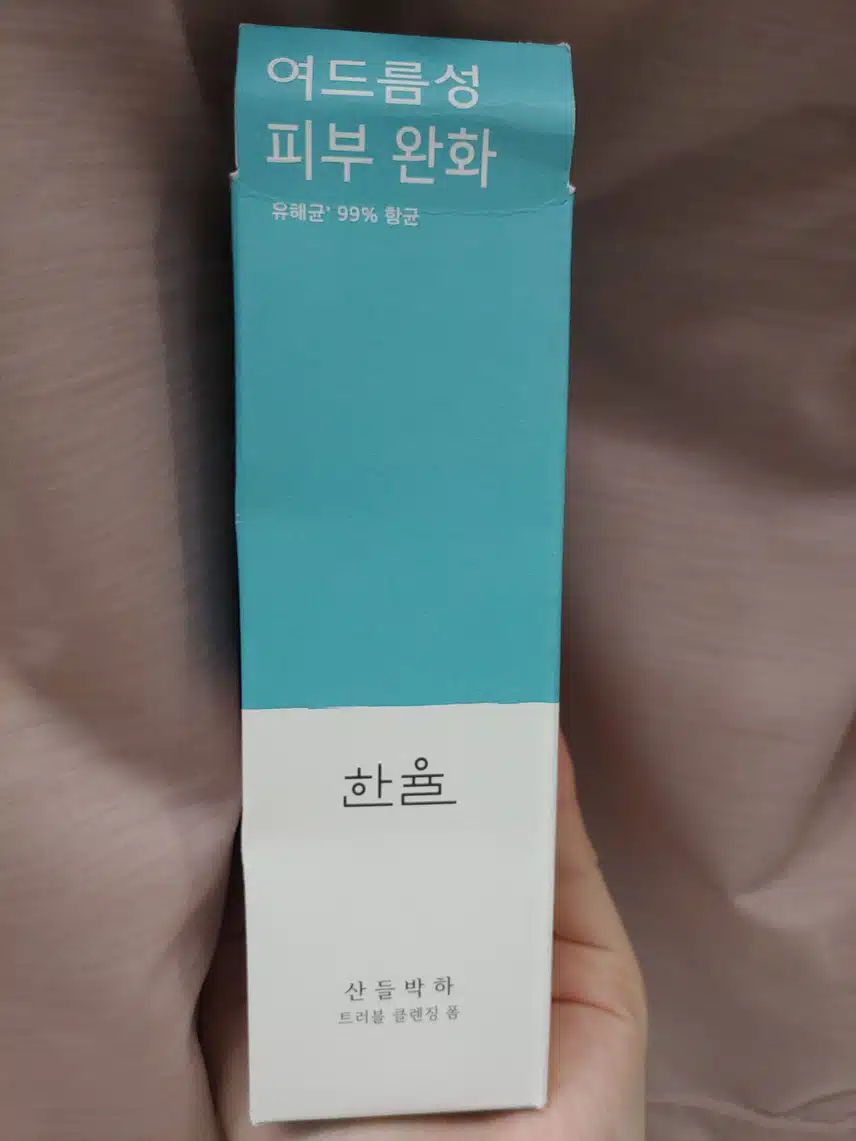 여드름성
피부 완화
유해균* 99% 항균
한율
산들박하
트러블 클렌징 폼